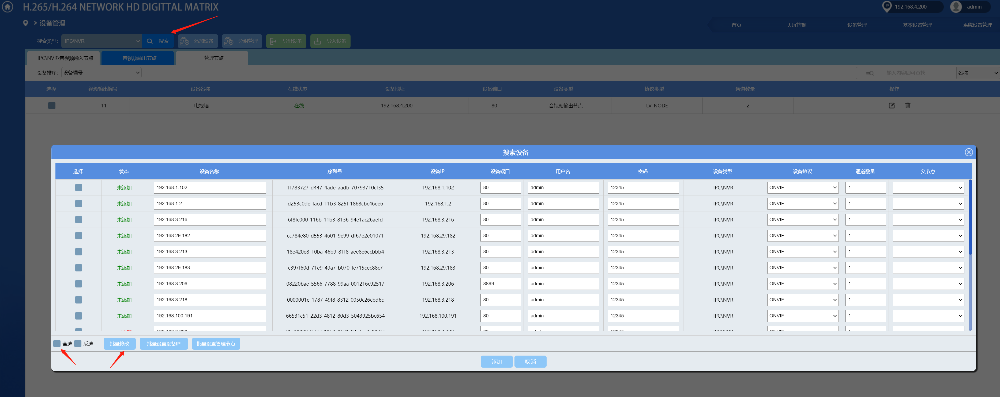 H.265/H.264 NETWORK HD DIGITTAL MATRIX
IP 192.168.4.200 admin
> 设备管理
首页 大屏控制 设备管理 基本设置管理 系统设置管理
搜索类型: IPC\NVR 搜索 添加设备 分组管理 导出设备 导入设备
IPC\NVR\音视频输入节点 音视频输出节点 管理节点
设备排序: 设备编号 输入内容即可查找 名称
选择 视频输出编号 设备名称 在线状态 设备地址 设备端口 设备类型 协议类型 通道数量 操作
11 电视墙 在线 192.168.4.200 80 音视频输出节点 LV-NODE 2
搜索设备
选择 状态 设备名称 序列号 设备IP 设备端口 用户名 密码 设备类型 设备协议 通道数量 父节点
未添加 192.168.1.102 1f783727-d447-4ade-aadb-70793710cf35 192.168.1.102 80 admin 12345 IPC\NVR ONVIF 1
未添加 192.168.1.2 d253c0de-facd-11b3-825f-1868cbc46ee6 192.168.1.2 80 admin 12345 IPC\NVR ONVIF 1
未添加 192.168.3.216 6f8fc000-116b-11b3-8136-94e1ac26aefd 192.168.3.216 80 admin 12345 IPC\NVR ONVIF 1
未添加 192.168.29.182 cc784e80-d553-4601-9e99-df67e2e01071 192.168.29.182 80 admin 12345 IPC\NVR ONVIF 1
未添加 192.168.3.213 18e420e8-10ba-46b9-81f8-aee8e6ccbbb4 192.168.3.213 80 admin 12345 IPC\NVR ONVIF 1
未添加 192.168.29.183 c397f60d-71e9-49a7-b070-fe715cec88c7 192.168.29.183 80 admin 12345 IPC\NVR ONVIF 1
未添加 192.168.3.206 08220bae-5566-7788-99aa-001216c92517 192.168.3.206 8899 admin 12345 IPC\NVR ONVIF 1
未添加 192.168.3.218 0000001e-1787-49f8-8312-0050c26cbd6c 192.168.3.218 80 admin 12345 IPC\NVR ONVIF 1
未添加 192.168.100.191 66531c51-22d3-4812-80d3-5043925bc654 192.168.100.191 80 admin 12345 IPC\NVR ONVIF 1
全选 反选 批量修改 批量设置设备IP 批量设置管理节点
添加 取 消